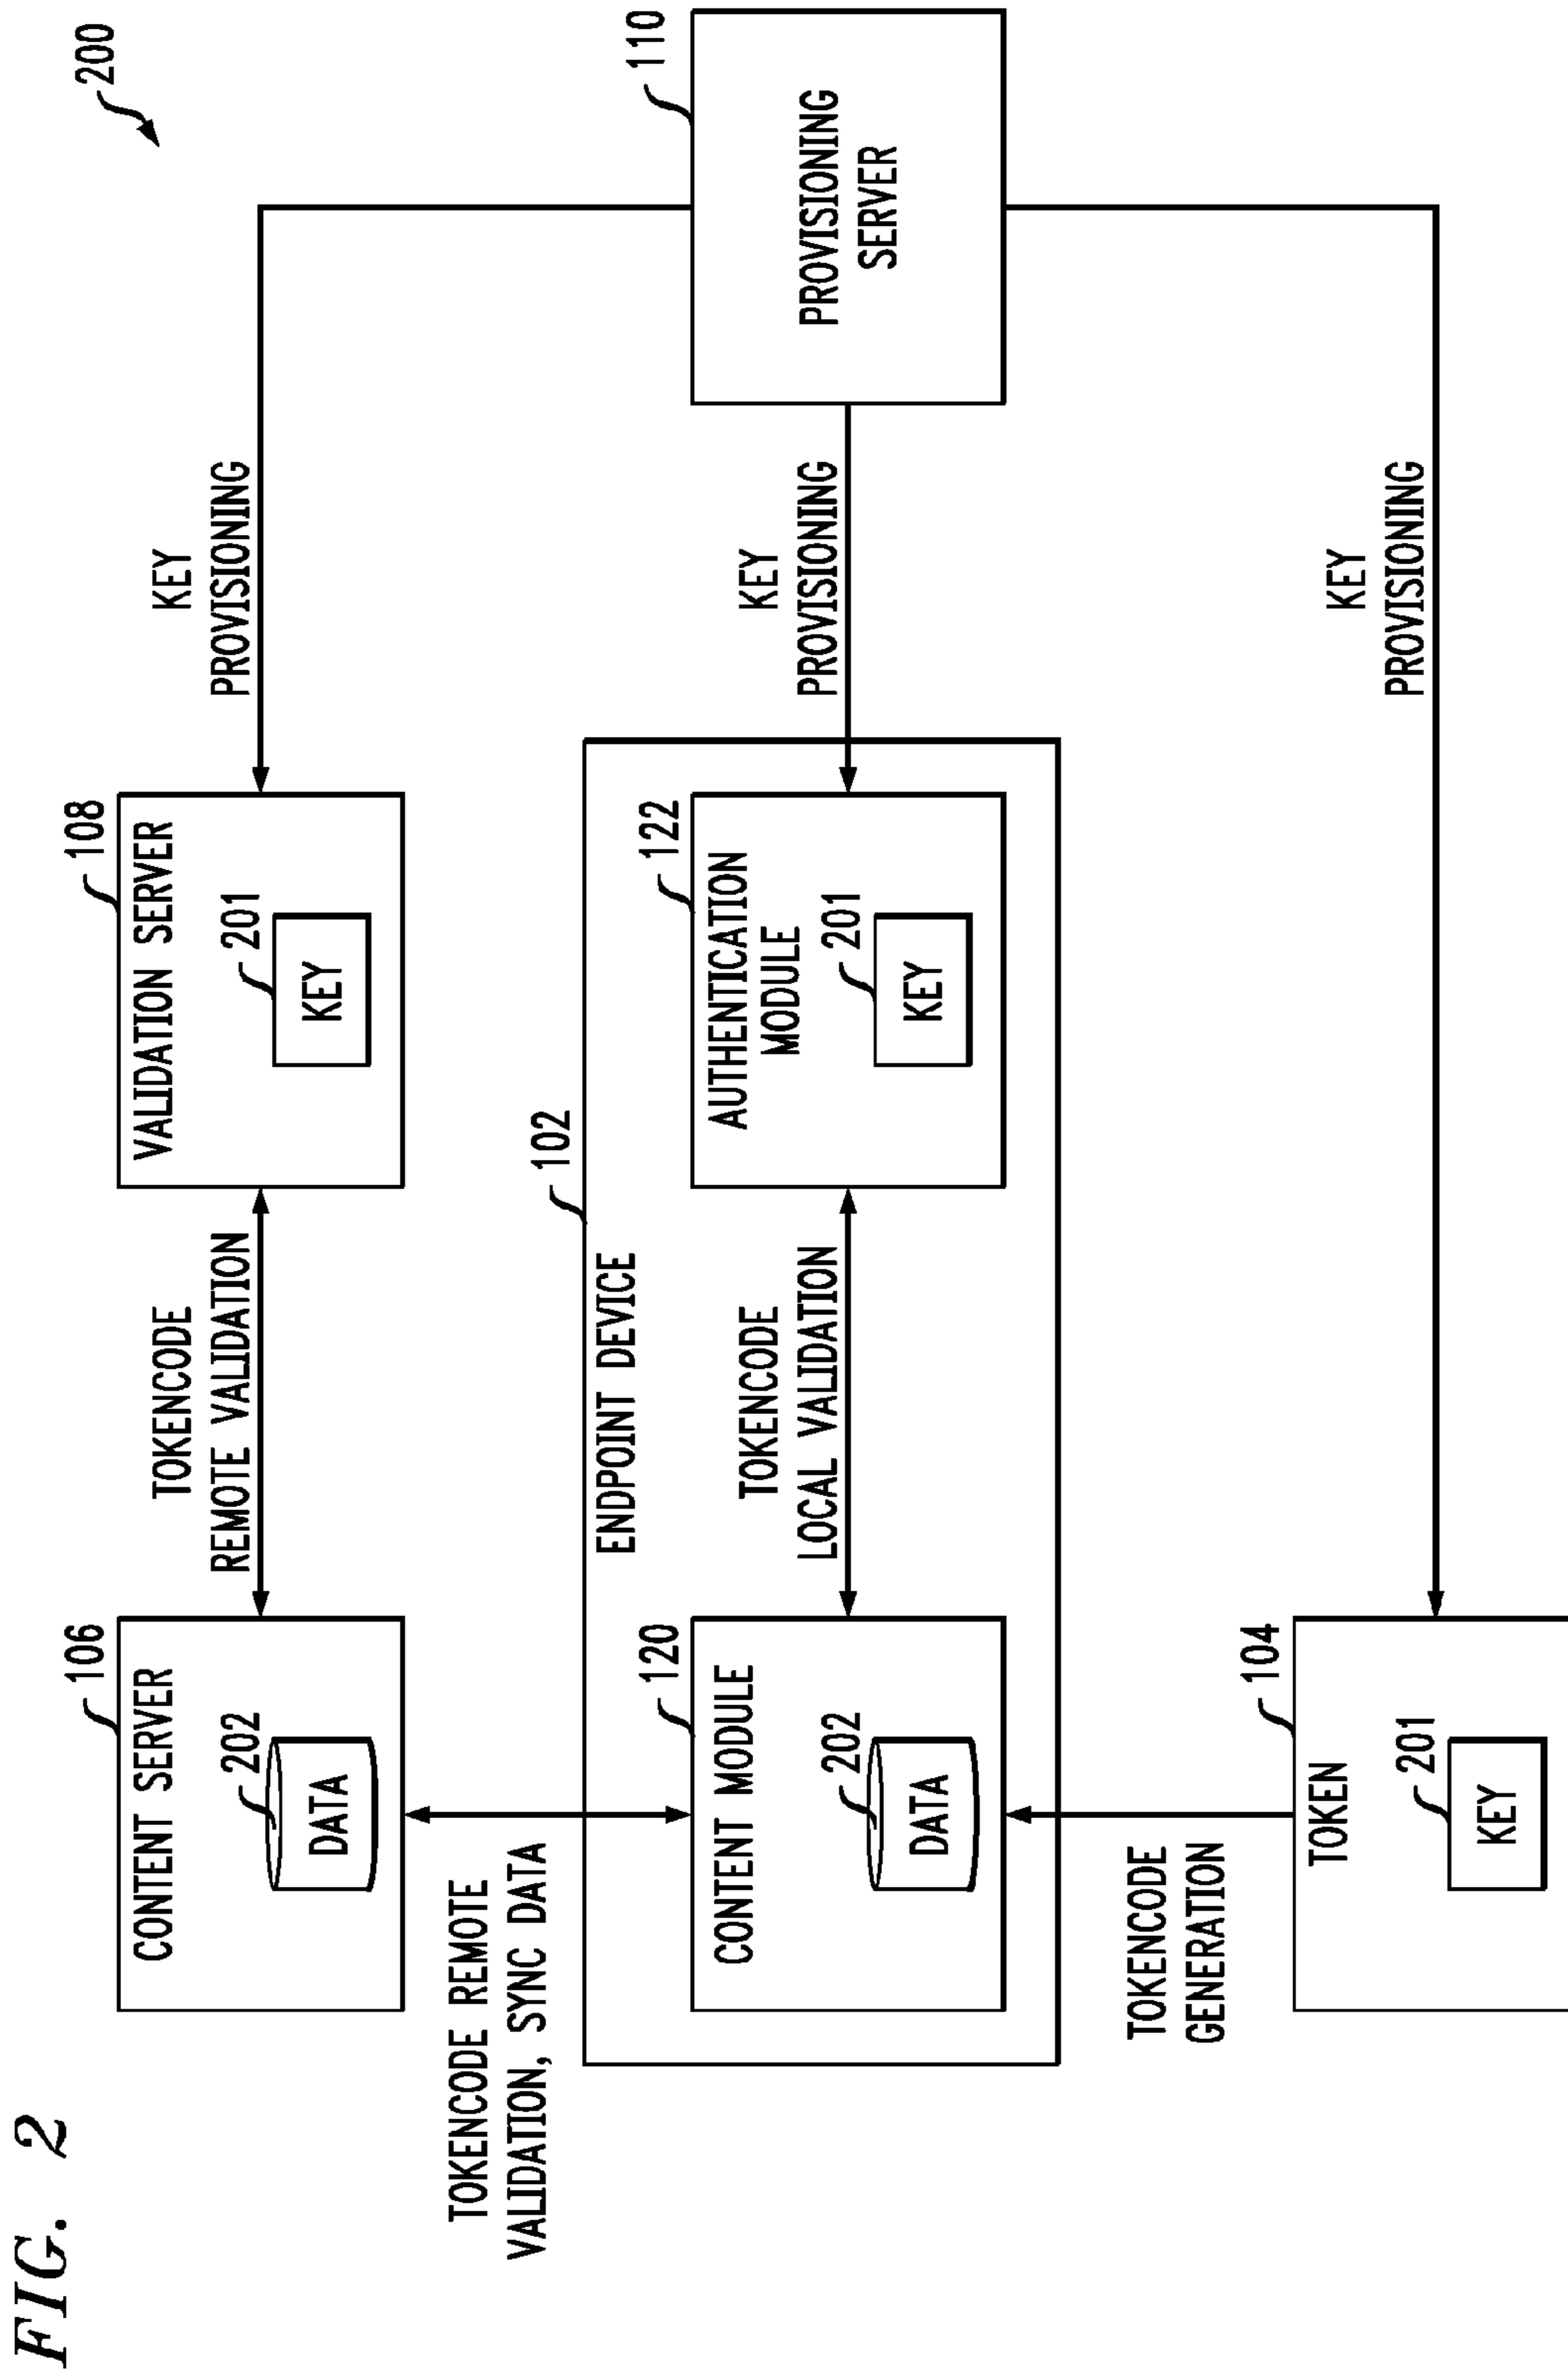 FIG. 2
200
106
CONTENT SERVER
202
DATA
TOKENCODE
REMOTE VALIDATION
108
VALIDATION SERVER
201
KEY
KEY
PROVISIONING
TOKENCODE REMOTE
VALIDATION, SYNC DATA
102
ENDPOINT DEVICE
120
CONTENT MODULE
202
DATA
TOKENCODE
LOCAL VALIDATION
122
AUTHENTICATION
MODULE
201
KEY
KEY
PROVISIONING
110
PROVISIONING
SERVER
TOKENCODE
GENERATION
104
TOKEN
201
KEY
KEY
PROVISIONING